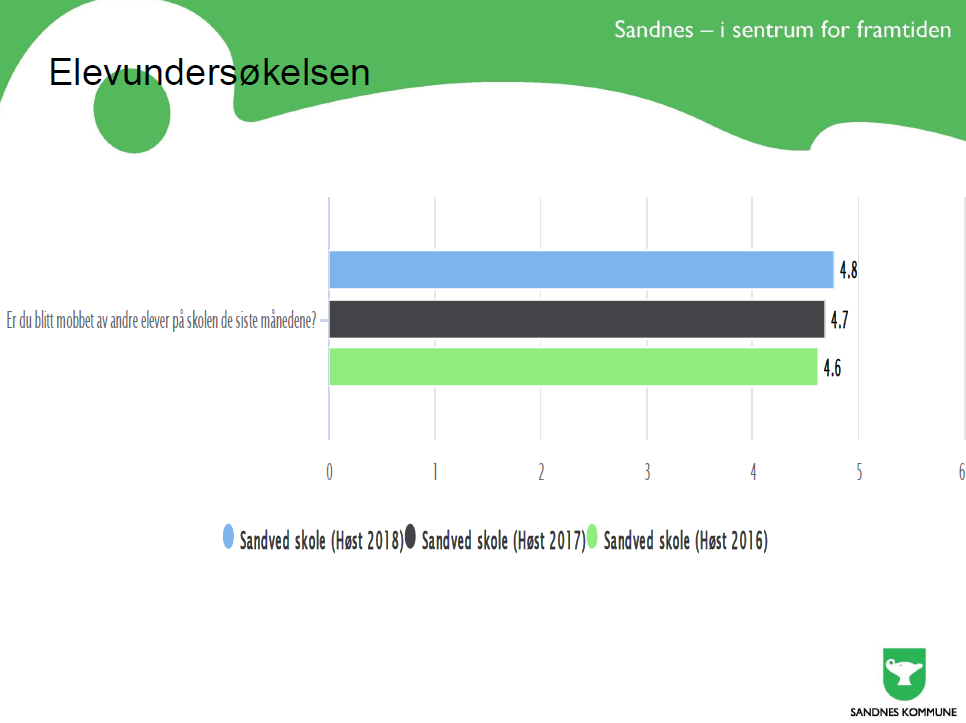 Sandnes – i sentrum for framtiden
Elevundersøkelsen
4.8
Er du blitt mobbet av andre elever på skolen de siste månedene?
4.7
4.6
0 1 2 3 4 5 6
Sandved skole (Høst 2018) Sandved skole (Høst 2017) Sandved skole (Høst 2016)
SANDNES KOMMUNE